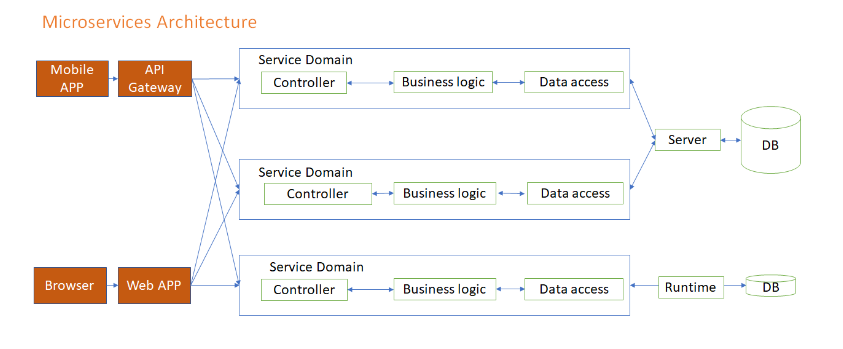 Microservices Architecture
Mobile
APP
API
Gateway
Service Domain
Controller
Business logic
Data access
Server
DB
Service Domain
Controller
Business logic
Data access
Browser
Web APP
Service Domain
Controller
Business logic
Data access
Runtime
DB